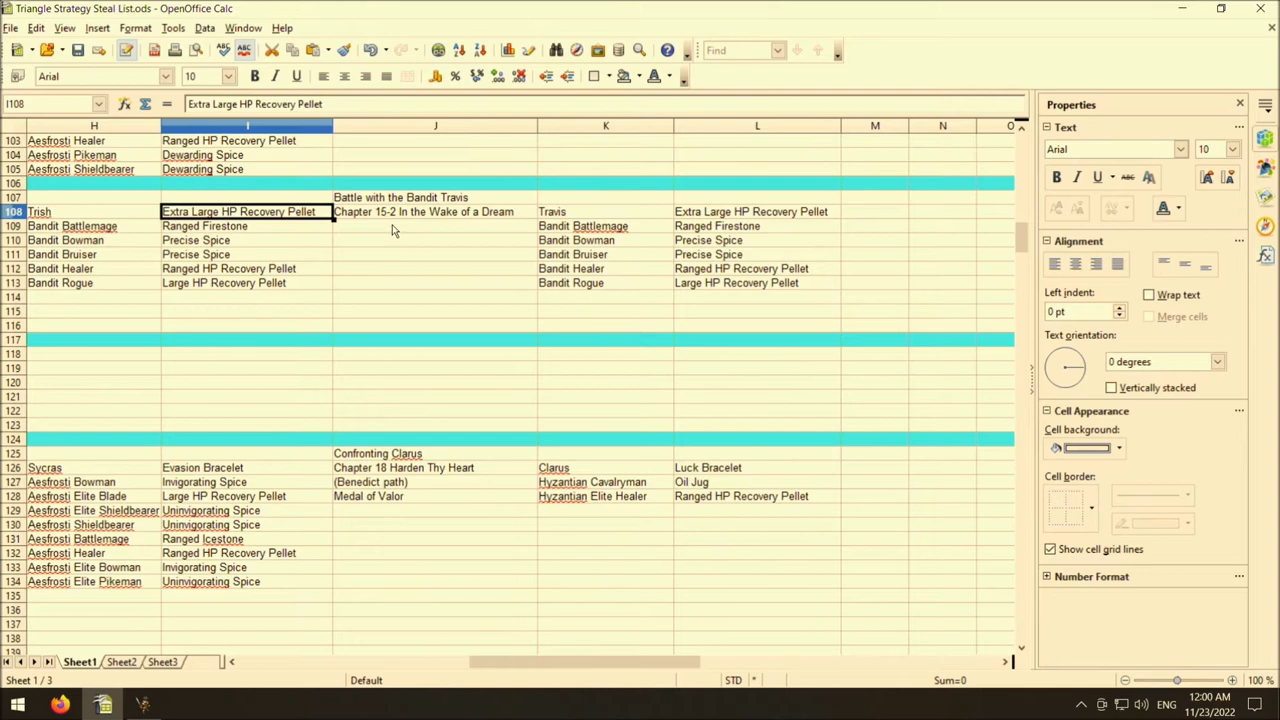 Triangle Strategy Steal List.ods - OpenOffice Calc
File Edit View Insert Format Tools Data Window Help
Find
Arial 10
I108 Extra Large HP Recovery Pellet
H I J K L M N O
103 Aesfrosti Healer Ranged HP Recovery Pellet
104 Aesfrosti Pikeman Dewarding Spice
105 Aesfrosti Shieldbearer Dewarding Spice
106
107 Battle with the Bandit Travis
108 Trish Extra Large HP Recovery Pellet Chapter 15-2 In the Wake of a Dream Travis Extra Large HP Recovery Pellet
109 Bandit Battlemage Ranged Firestone Bandit Battlemage Ranged Firestone
110 Bandit Bowman Precise Spice Bandit Bowman Precise Spice
111 Bandit Bruiser Precise Spice Bandit Bruiser Precise Spice
112 Bandit Healer Ranged HP Recovery Pellet Bandit Healer Ranged HP Recovery Pellet
113 Bandit Rogue Large HP Recovery Pellet Bandit Rogue Large HP Recovery Pellet
114
115
116
117
118
119
120
121
122
123
124
125 Confronting Clarus
126 Sycras Evasion Bracelet Chapter 18 Harden Thy Heart Clarus Luck Bracelet
127 Aesfrosti Bowman Invigorating Spice (Benedict path) Hyzantian Cavalryman Oil Jug
128 Aesfrosti Elite Blade Large HP Recovery Pellet Medal of Valor Hyzantian Elite Healer Ranged HP Recovery Pellet
129 Aesfrosti Elite Shieldbearer Uninvigorating Spice
130 Aesfrosti Shieldbearer Uninvigorating Spice
131 Aesfrosti Battlemage Ranged Icestone
132 Aesfrosti Healer Ranged HP Recovery Pellet
133 Aesfrosti Elite Bowman Invigorating Spice
134 Aesfrosti Elite Pikeman Uninvigorating Spice
135
136
137
138
139
Properties
Text
Arial 10
Alignment
Left indent: Wrap text
0 pt Merge cells
Text orientation:
0 degrees
Vertically stacked
Cell Appearance
Cell background:
Cell border:
Show cell grid lines
Number Format
Sheet1 Sheet2 Sheet3
Sheet 1 / 3 Default STD * Sum=0 100 %
ENG 12:00 AM
11/23/2022